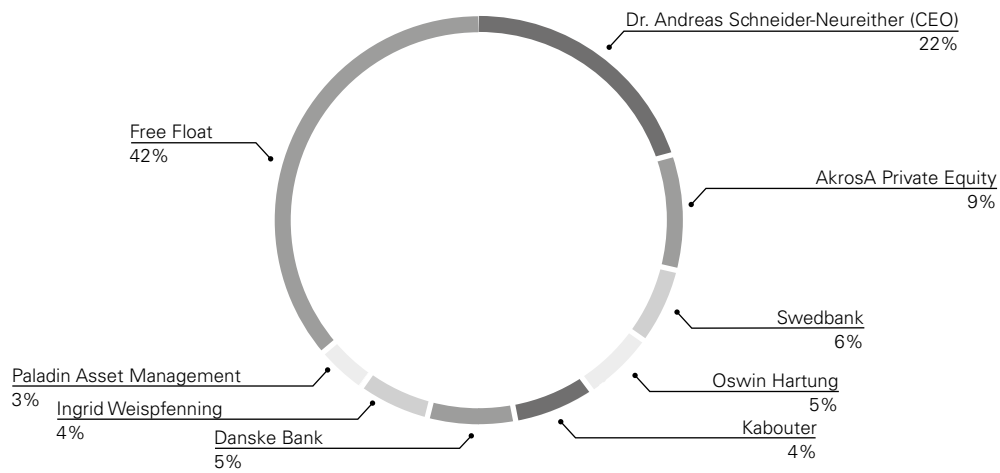 Dr. Andreas Schneider-Neureither (CEO)
22%
Free Float
42%
AkrosA Private Equity
9%
Swedbank
6%
Paladin Asset Management
3%
Oswin Hartung
5%
Ingrid Weispfenning
4%
Kabouter
4%
Danske Bank
5%